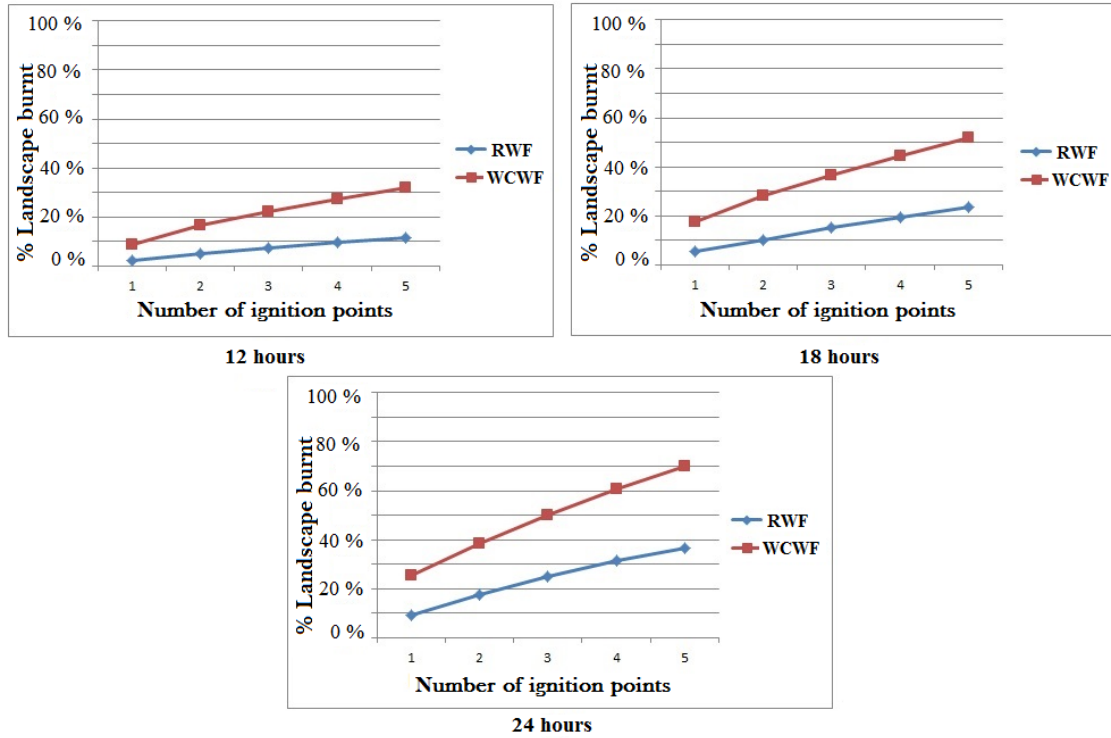 100 %
80 %
60 %
40 %
20 %
0 %
% Landscape burnt
1 2 3 4 5
Number of ignition points
RWF
WCWF
12 hours
100 %
80 %
60 %
40 %
20 %
0 %
% Landscape burnt
1 2 3 4 5
Number of ignition points
RWF
WCWF
18 hours
100 %
80 %
60 %
40 %
20 %
0 %
% Landscape burnt
1 2 3 4 5
Number of ignition points
RWF
WCWF
24 hours